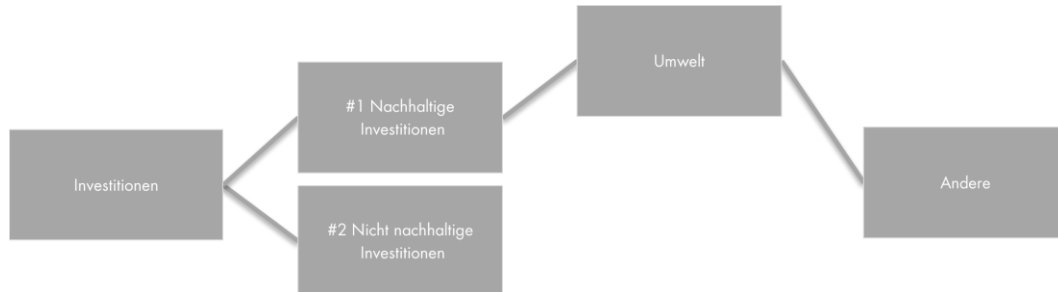 Investitionen
#1 Nachhaltige
Investitionen
#2 Nicht nachhaltige
Investitionen
Umwelt
Andere